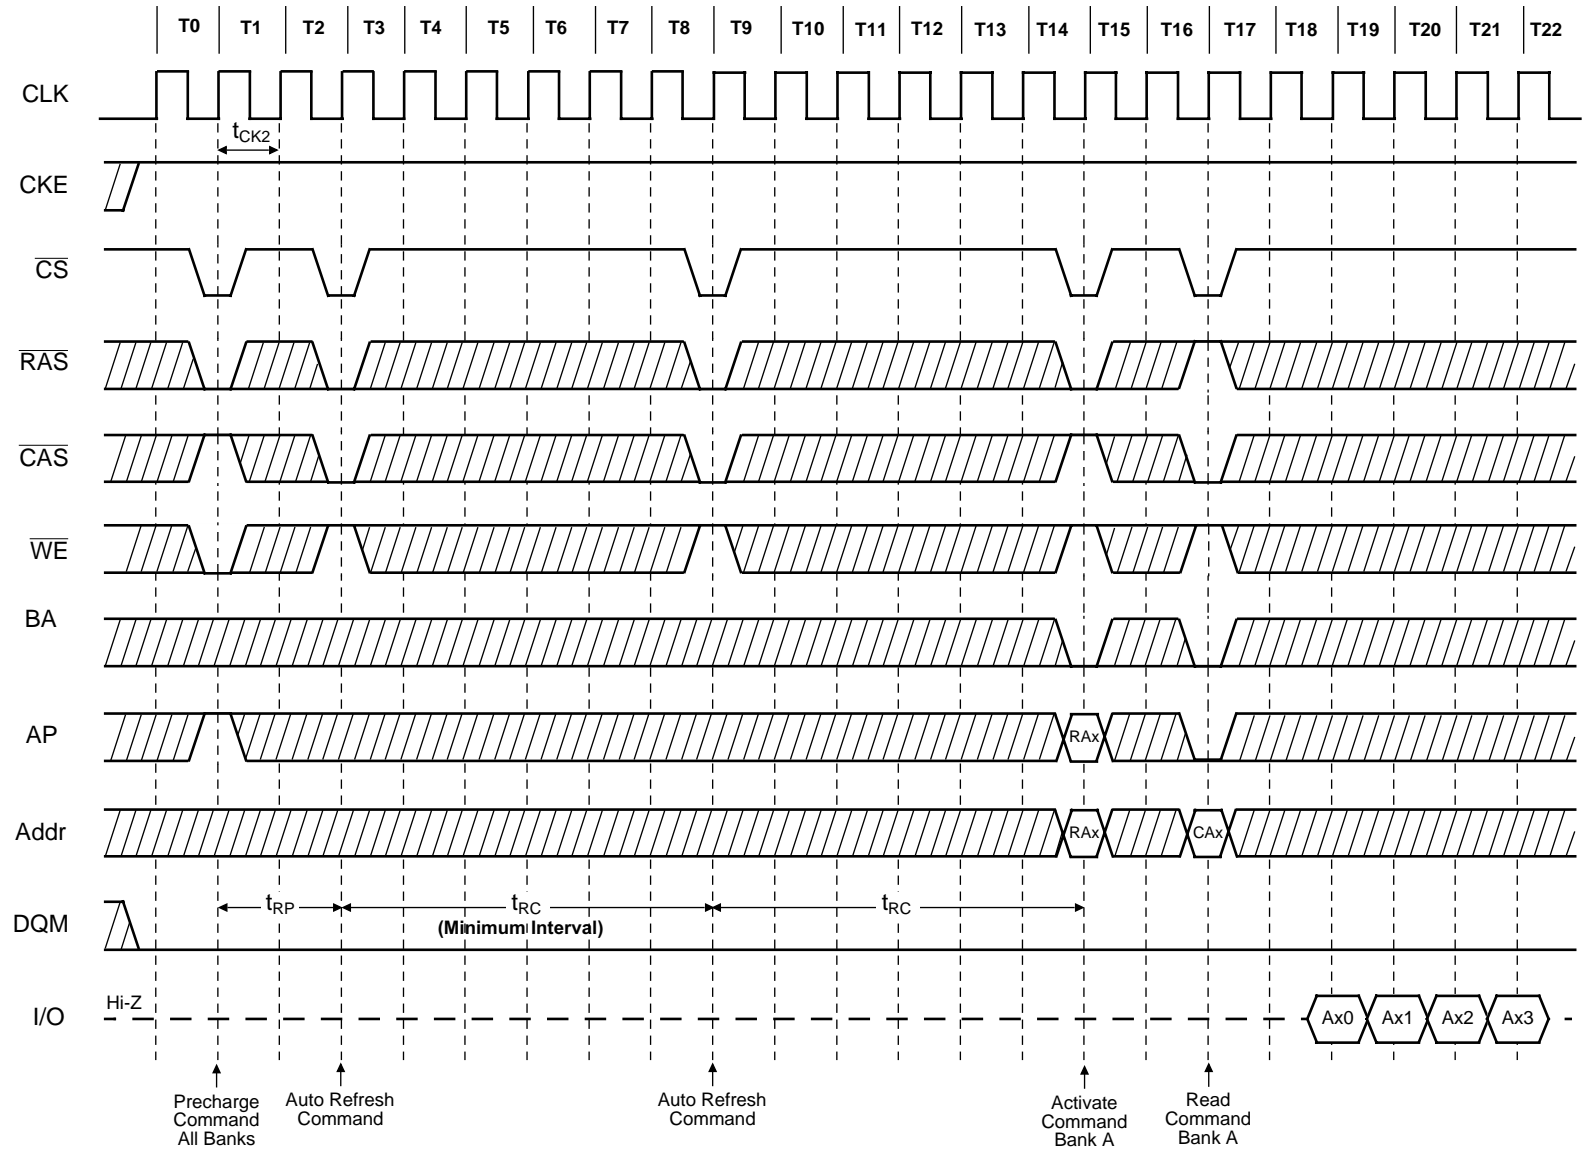 T0 T1 T2 T3 T4 T5 T6 T7 T8 T9 T10 T11 T12 T13 T14 T15 T16 T17 T18 T19 T20 T21 T22
CLK
tCK2
CKE
CS
RAS
CAS
WE
BA
AP
RAx
Addr
RAx CAx
DQM
tRP tRC tRC
(Minimum Interval)
I/O
Hi-Z
Ax0 Ax1 Ax2 Ax3
Precharge
Command
All Banks
Auto Refresh
Command
Auto Refresh
Command
Activate
Command
Bank A
Read
Command
Bank A